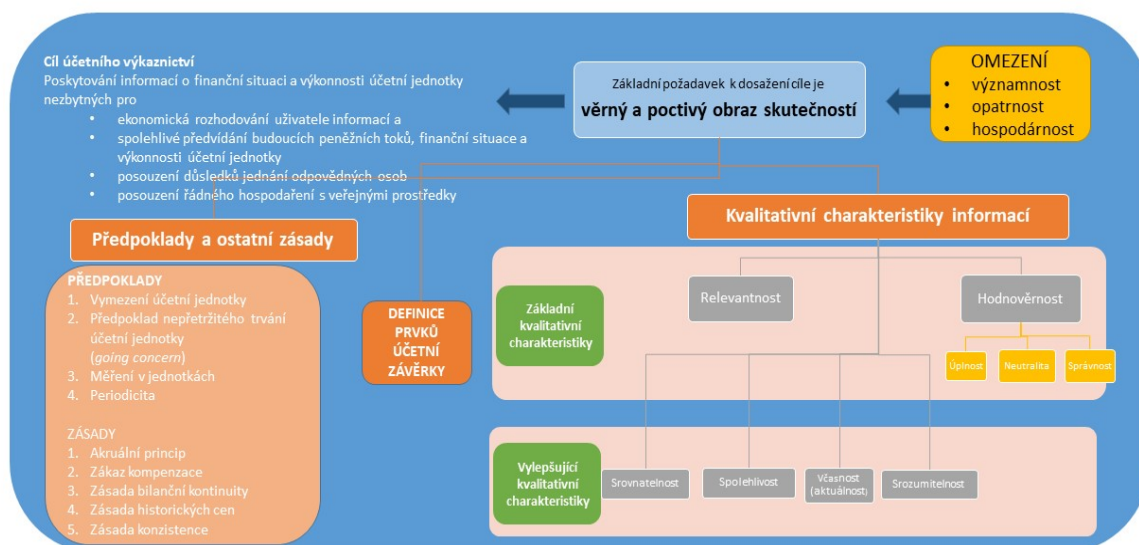 Cíl účetního výkaznictví
Poskytování informací o finanční situaci a výkonnosti účetní jednotky
nezbytných pro
• ekonomická rozhodování uživatele informací a
• spolehlivé předvídání budoucích peněžních toků, finanční situace a
výkonnosti účetní jednotky
• posouzení důsledků jednání odpovědných osob
• posouzení řádného hospodaření s veřejnými prostředky
Základní požadavek k dosažení cíle je
věrný a poctivý obraz skutečností
OMEZENÍ
• významnost
• opatrnost
• hospodárnost
Předpoklady a ostatní zásady
PŘEDPOKLADY
1. Vymezení účetní jednotky
2. Předpoklad nepřetržitého trvání
účetní jednotky
(going concern)
3. Měření v jednotkách
4. Periodicita
ZÁSADY
1. Akruální princip
2. Zákaz kompenzace
3. Zásada bilanční kontinuity
4. Zásada historických cen
5. Zásada konzistence
DEFINICE
PRVKŮ
ÚČETNÍ
ZÁVĚRKY
Kvalitativní charakteristiky informací
Základní
kvalitativní
charakteristiky
Relevantnost
Hodnověrnost
Úplnost
Neutralita
Správnost
Vylepšující
kvalitativní
charakteristiky
Srovnatelnost
Spolehlivost
Včasnost
(aktuálnost)
Srozumitelnost